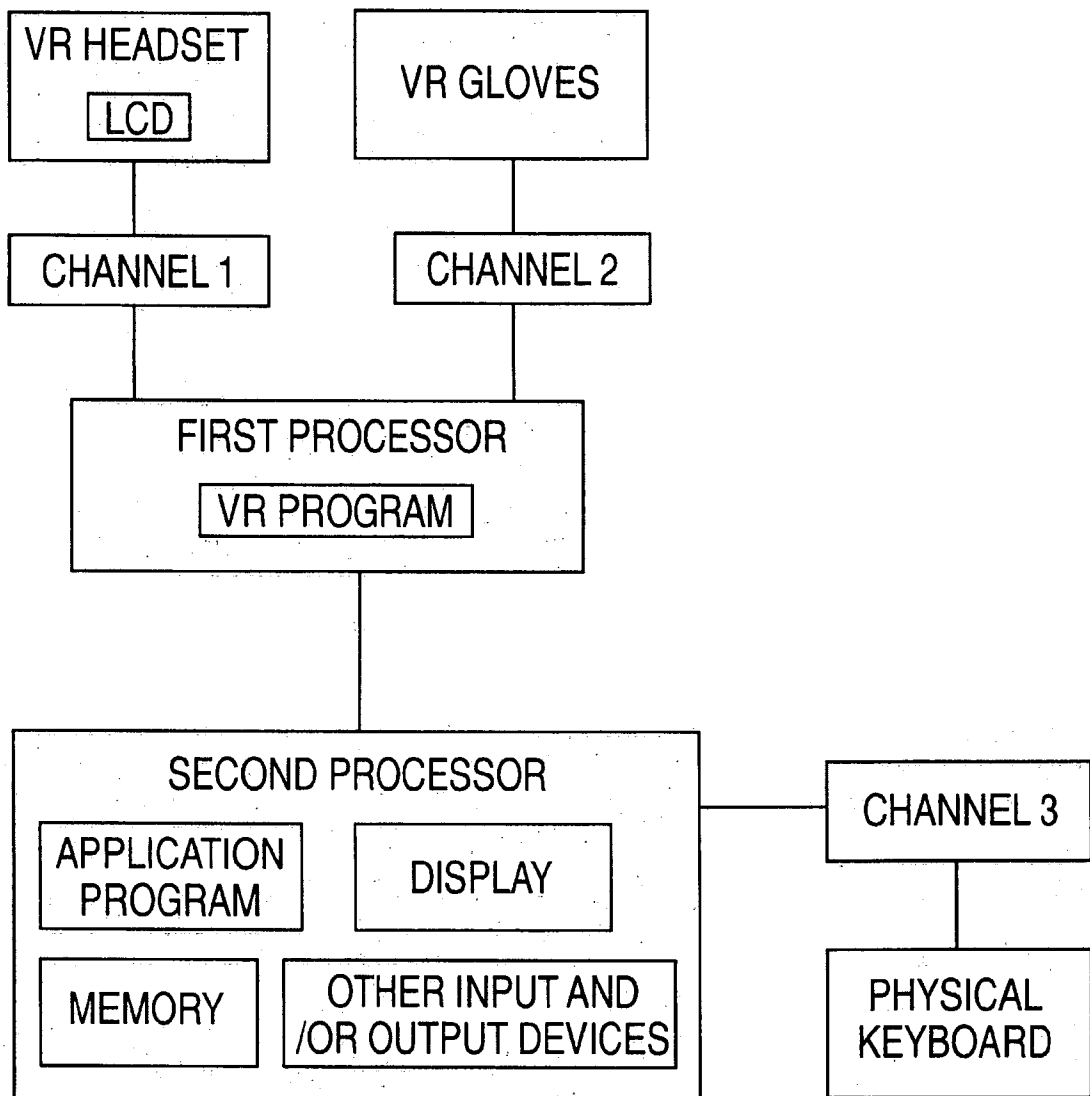 VR HEADSET
LCD
VR GLOVES
CHANNEL 1
CHANNEL 2
FIRST PROCESSOR
VR PROGRAM
SECOND PROCESSOR
APPLICATION
PROGRAM
DISPLAY
MEMORY
OTHER INPUT AND
/OR OUTPUT DEVICES
CHANNEL 3
PHYSICAL
KEYBOARD